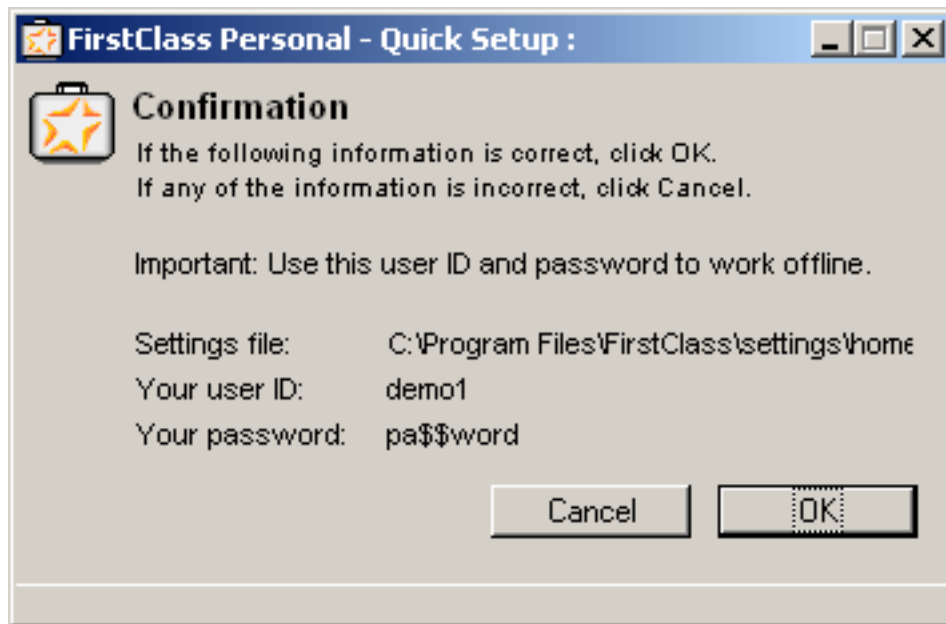 FirstClass Personal - Quick Setup :
Confirmation
If the following information is correct, click OK.
If any of the information is incorrect, click Cancel.
Important: Use this user ID and password to work offline.
Settings file: C:\Program Files\FirstClass\settings\home
Your user ID: demo1
Your password: pa$$word
Cancel OK